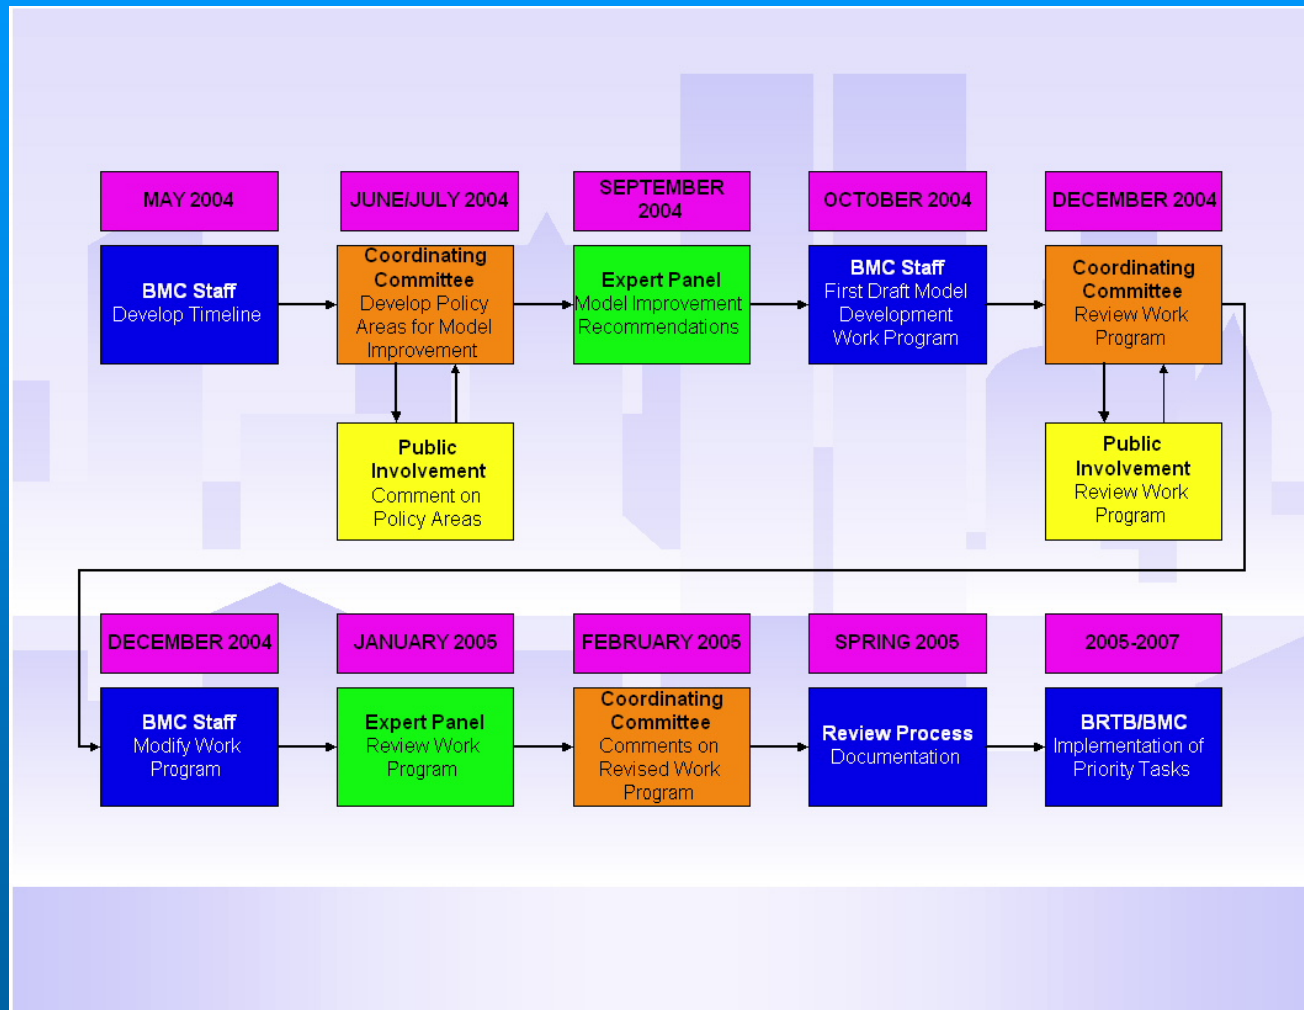 MAY 2004
JUNE/JULY 2004
SEPTEMBER
2004
OCTOBER 2004
DECEMBER 2004
BMC Staff
Develop Timeline
Coordinating
Committee
Develop Policy
Areas for Model
Improvement
Expert Panel
Model Improvement
Recommendations
BMC Staff
First Draft Model
Development
Work Program
Coordinating
Committee
Review Work
Program
Public
Involvement
Comment on
Policy Areas
Public
Involvement
Review Work
Program
DECEMBER 2004
JANUARY 2005
FEBRUARY 2005
SPRING 2005
2005-2007
BMC Staff
Modify Work
Program
Expert Panel
Review Work
Program
Coordinating
Committee
Comments on
Revised Work
Program
Review Process
Documentation
BRTB/BMC
Implementation of
Priority Tasks